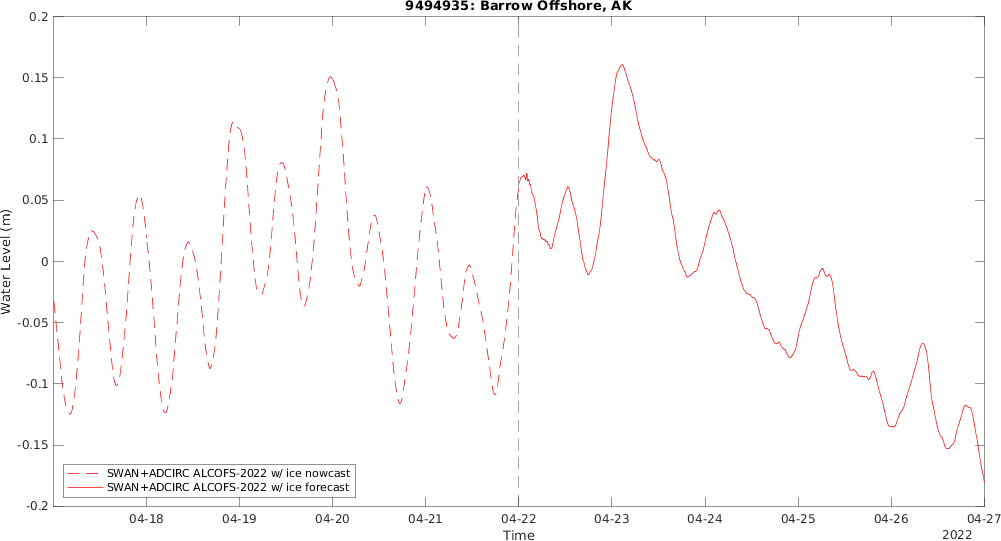 9494935: Barrow Offshore, AK
Water Level (m)
0.2
0.15
0.1
0.05
0
-0.05
-0.1
-0.15
-0.2
SWAN+ADCIRC ALCOFS-2022 w/ ice nowcast
SWAN+ADCIRC ALCOFS-2022 w/ ice forecast
04-18 04-19 04-20 04-21 04-22 04-23 04-24 04-25 04-26 04-27
Time
2022